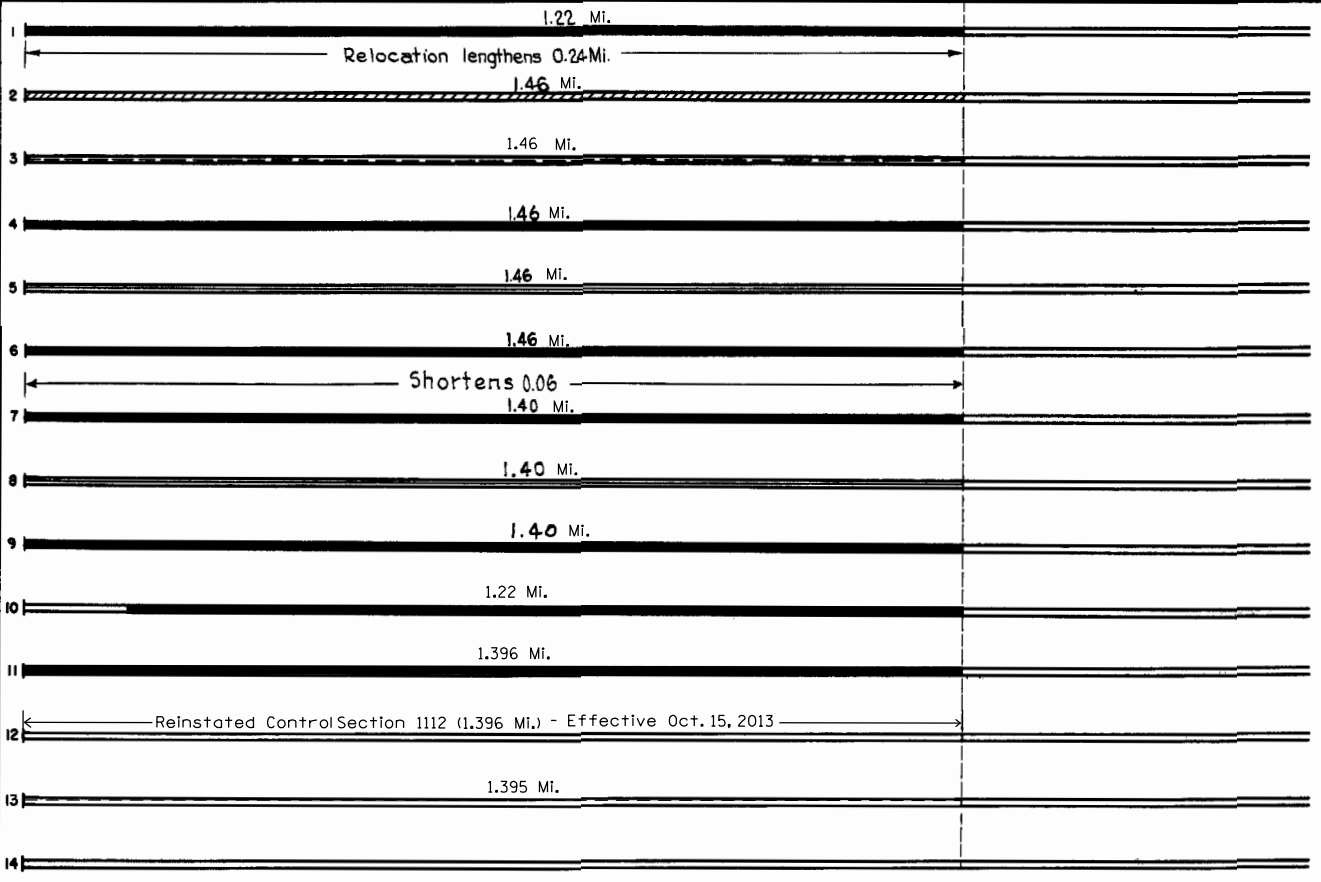 1.22 Mi.
1
Relocation lengthens 0.24 Mi.
1.46 Mi.
2
1.46 Mi.
3
1.46 Mi.
4
1.46 Mi.
5
1.46 Mi.
6
Shortens 0.06
1.40 Mi.
7
1.40 Mi.
8
1.40 Mi.
9
1.22 Mi.
10
1.396 Mi.
11
Reinstated Control Section 1112 (1.396 Mi.) - Effective Oct. 15, 2013
12
1.395 Mi.
13
14